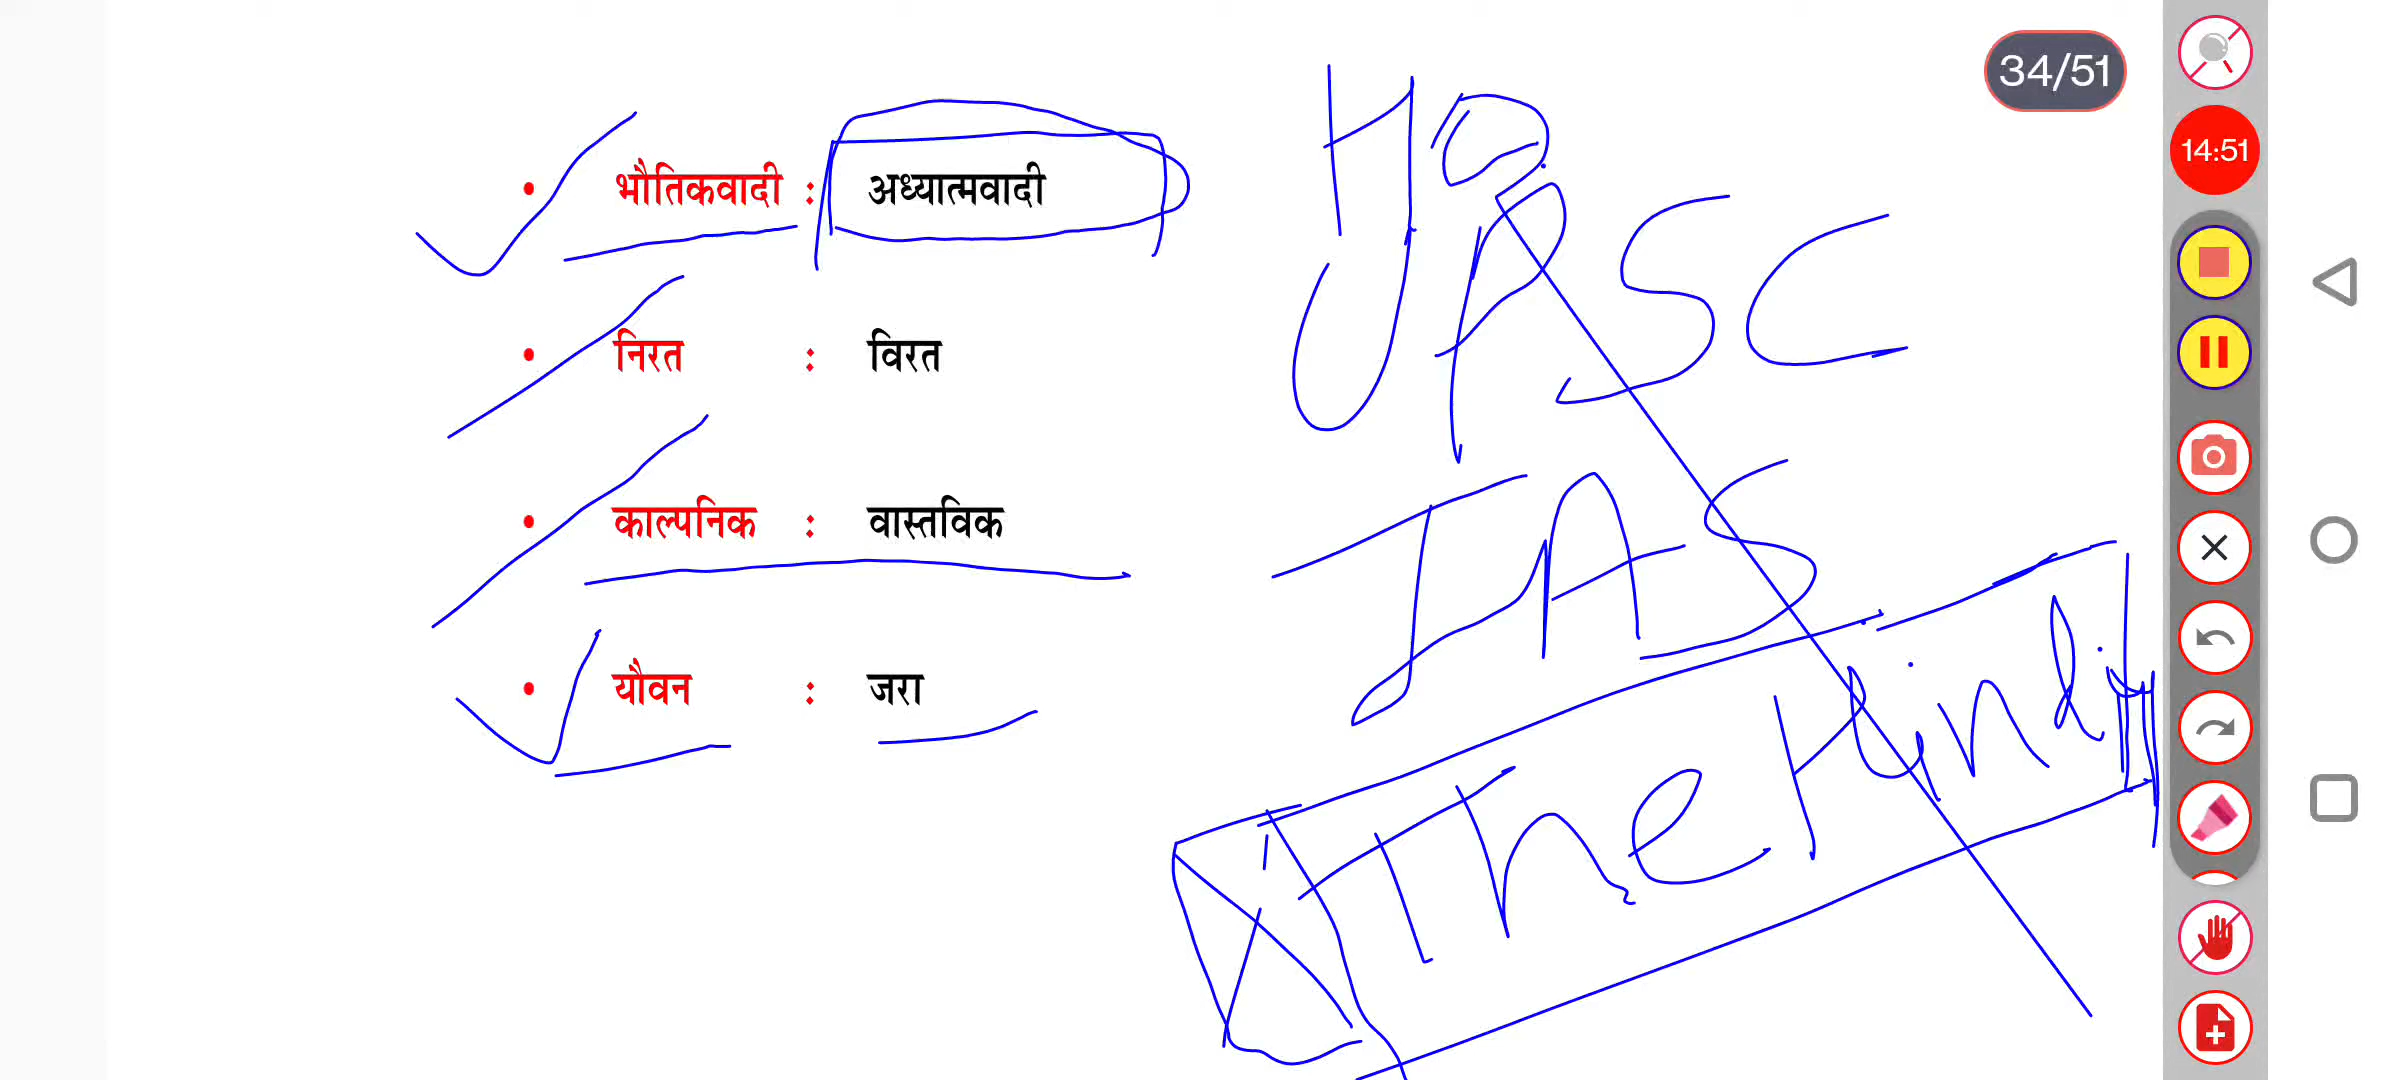 34/51
14:51
• भौतिकवादी : अध्यात्मवादी
• निरत : विरत
• काल्पनिक : वास्तविक
• यौवन : जरा
UPSC
IAS
The Hindu